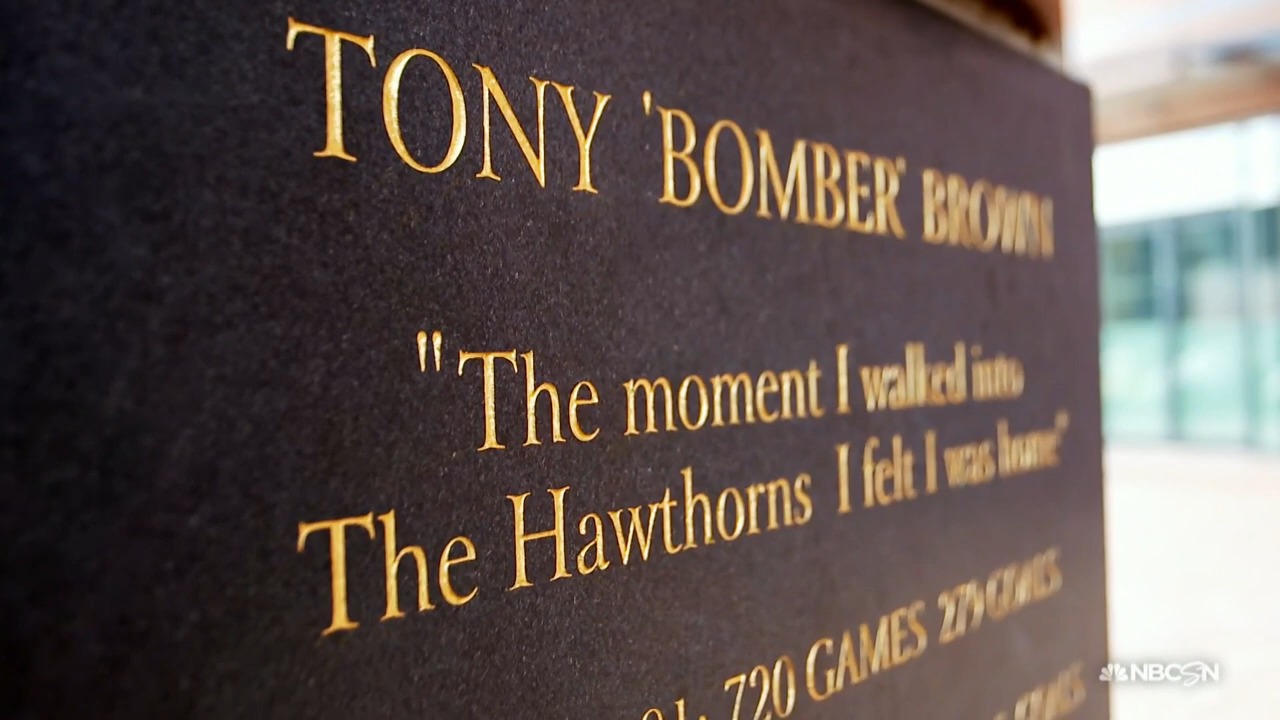 TONY 'BOMBER' BROWN
"The moment I walked into
The Hawthorns I felt I was home"
720 GAMES 279 GOALS
NBCSN